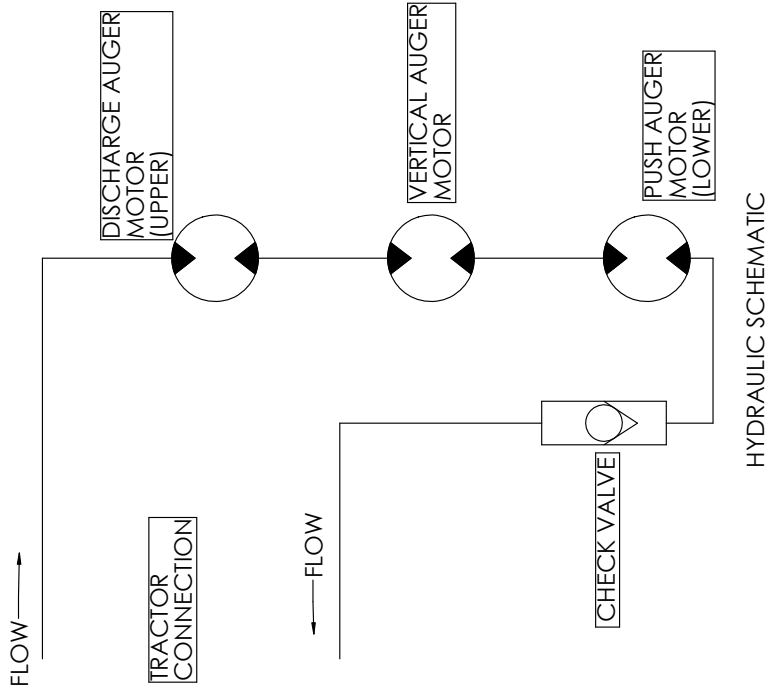 FLOW
TRACTOR
CONNECTION
FLOW
DISCHARGE AUGER
MOTOR
(UPPER)
VERTICAL AUGER
MOTOR
PUSH AUGER
MOTOR
(LOWER)
CHECK VALVE
HYDRAULIC SCHEMATIC